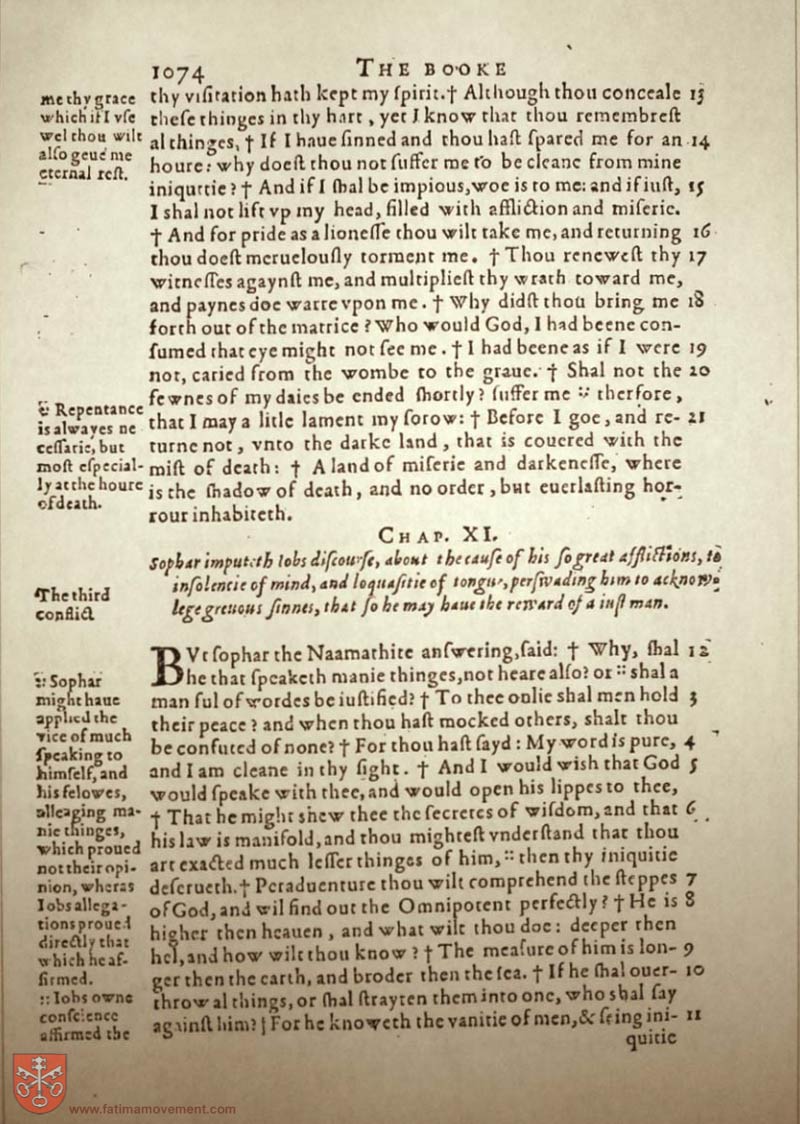 1074 THE BOOKE
me thy grace
which if I vſe
wel thou wilt
alſo geue me
eternal reſt.
thy viſitation hath kept my ſpirit.† Although thou conceale 13
theſe thinges in thy hart, yet I know that thou remembreſt
al thinges, † If I haue ſinned and thou haſt ſpared me for an 14
houre: why doeſt thou not ſuffer me to be cleane from mine
iniquitie? † And if I ſhal be impious, woe is to me: and if iuſt, 15
I shal not lift vp my head, filled with affliction and miſerie.
† And for pride as a lioneſſe thou wilt take me, and returning 16
thou doeſt meruelouſly torment me. † Thou reneweſt thy 17
witneſſes agaynſt me, and multiplieſt thy wrath toward me,
and paynes doe warre vpon me. † Why didſt thou bring me 18
forth out of the matrice? Who would God, I had beene con-
ſumed that eye might not ſee me. † I had beene as if I were 19
not, caried from the wombe to the graue. † Shal not the 20
fewnes of my daies be ended ſhortly? ſuffer me :: therfore,
that I may a litle lament my ſorow: † Before I goe, and re- 21
turne not, vnto the darke land, that is couered with the
miſt of death: † A land of miſerie and darkeneſſe, where
is the ſhadow of death, and no order, but euerlaſting hor-
rour inhabiteth.
:: Repentance
is alwayes ne
ceſſarie, but
moſt eſpecial-
ly at the houre
of death.
CHAP. XI.
Sophar imputeth Iobs diſcourſe, about the cauſe of his ſo great afflictions, to
inſolencie of mind, and loquaſitie of tongue, perſwading him to acknow-
lege greuous ſinnes, that ſo he may haue the reward of a iuſt man.
The third
conflict
BVt ſophar the Naamathite anſwering, ſaid: † Why, ſhal 12
he that ſpeaketh manie thinges, not heare alſo? or :: shal a
man ful of wordes be iuſtified? † To thee onlie shal men hold 3
their peace? and when thou haſt mocked others, shalt thou
be confuted of none? † For thou haſt ſayd: My word is pure, 4
and I am cleane in thy ſight. † And I would wish that God 5
would ſpeake with thee, and would open his lippes to thee,
† That he might shew thee the ſecretes of wiſdom, and that 6
his law is manifold, and thou mighteſt vnderſtand that thou
art exacted much leſſer thinges of him, :: then thy iniquitie
deſerueth. † Peraduenture thou wilt comprehend the ſteppes 7
of God, and wil find out the Omnipotent perfectly? † He is 8
higher then heauen, and what wilt thou doe: deeper then
hel, and how wilt thou know? † The meaſure of him is lon- 9
ger then the earth, and broder then the ſea. † If he ſhal ouer- 10
throw al things, or ſhal ſtrayten them into one, who shal ſay
againſt him? † For he knoweth the vanitie of men, & ſeing ini- 11
quitie
:: Sophar
might haue
applied the
vice of much
ſpeaking to
himſelf, and
his felowes,
alleaging ma-
nie thinges,
which proued
not their opi-
nion, wheras
Iobs allega-
tions proued
directly that
which he af-
firmed.
:: Iobs owne
conſcience
affirmed the
www.fatimamovement.com